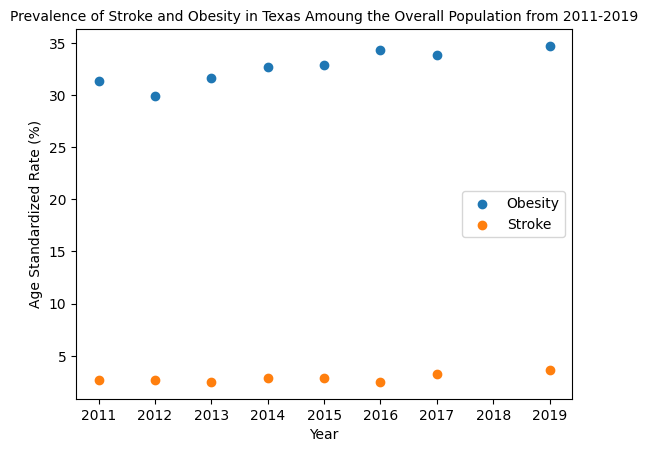 Prevalence of Stroke and Obesity in Texas Amoung the Overall Population from 2011-2019
35
30
25
20
15
10
5
Age Standardized Rate (%)
Obesity
Stroke
2011 2012 2013 2014 2015 2016 2017 2018 2019
Year